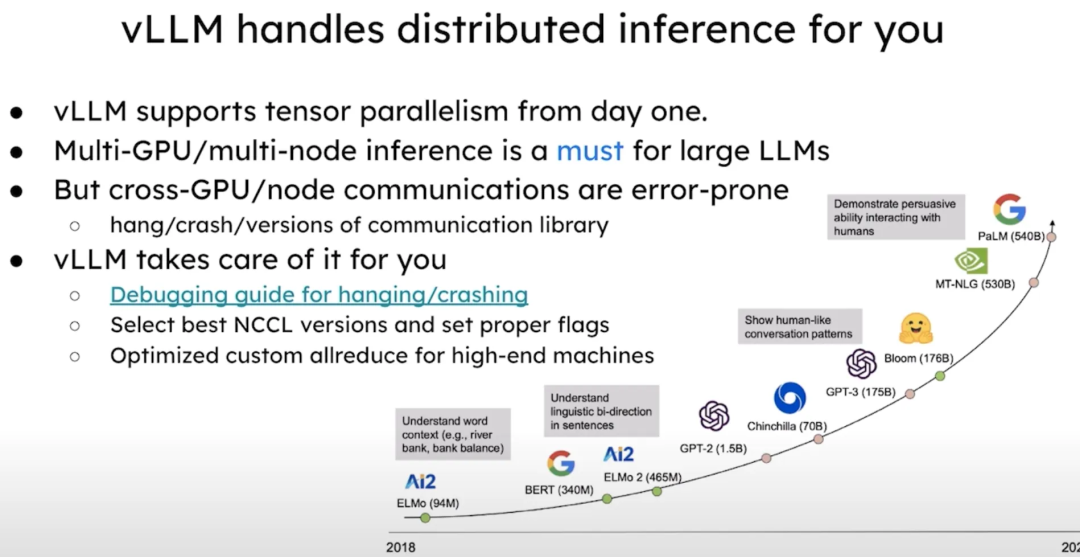 vLLM handles distributed inference for you
● vLLM supports tensor parallelism from day one.
● Multi-GPU/multi-node inference is a must for large LLMs
● But cross-GPU/node communications are error-prone
○ hang/crash/versions of communication library
● vLLM takes care of it for you
○ Debugging guide for hanging/crashing
○ Select best NCCL versions and set proper flags
○ Optimized custom allreduce for high-end machines
Demonstrate persuasive
ability interacting with
humans
PaLM (540B)
MT-NLG (530B)
Show human-like
conversation patterns
Bloom (176B)
GPT-3 (175B)
Chinchilla (70B)
GPT-2 (1.5B)
Understand
linguistic bi-direction
in sentences
Ai2
ELMo 2 (465M)
BERT (340M)
Understand word
context (e.g., river
bank, bank balance)
Ai2
ELMo (94M)
2018